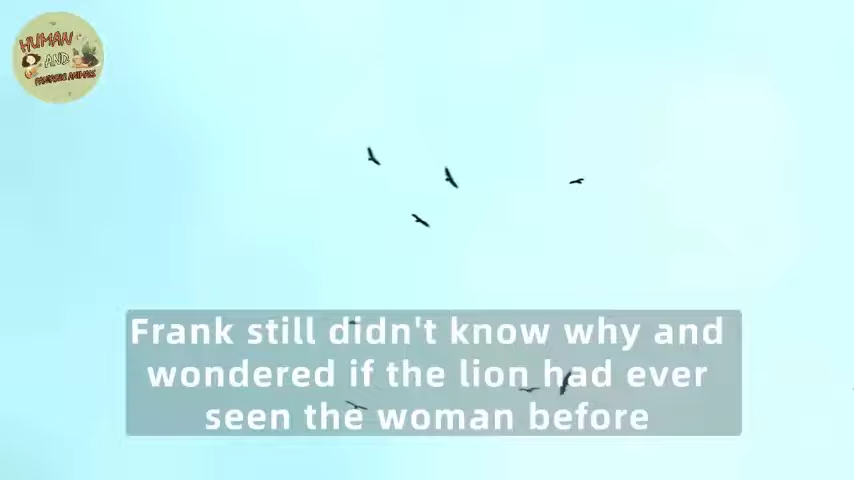 HUMAN
AND
Frank still didn't know why and
wondered if the lion had ever
seen the woman before